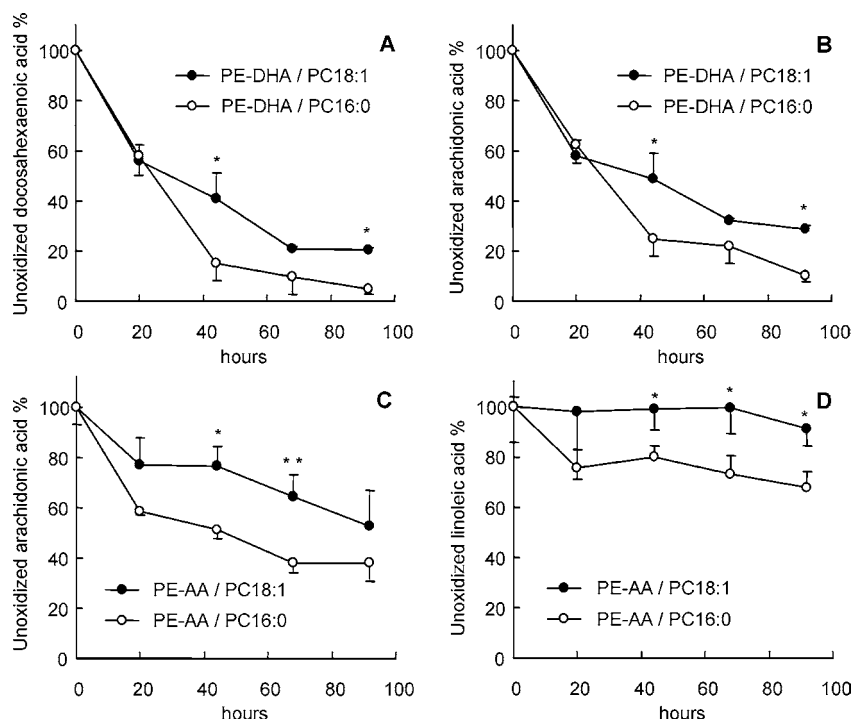 A
Unoxidized docosahexaenoic acid %
100
80
60
40
20
0
PE-DHA / PC18:1
PE-DHA / PC16:0
*
*
0 20 40 60 80 100
hours
B
Unoxidized arachidonic acid %
100
80
60
40
20
0
PE-DHA / PC18:1
PE-DHA / PC16:0
*
*
0 20 40 60 80 100
hours
C
Unoxidized arachidonic acid %
100
80
60
40
20
0
*
* *
PE-AA / PC18:1
PE-AA / PC16:0
0 20 40 60 80 100
hours
D
Unoxidized linoleic acid %
100
80
60
40
20
0
*
*
*
PE-AA / PC18:1
PE-AA / PC16:0
0 20 40 60 80 100
hours